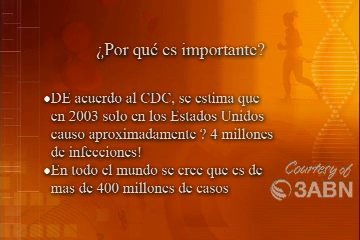 ¿Por qué es importante?
●DE acuerdo al CDC, se estima que
en 2003 solo en los Estados Unidos
causo aproximadamente ? 4 millones
de infecciones!
●En todo el mundo se cree que es de
mas de 400 millones de casos
Courtesy of
3ABN